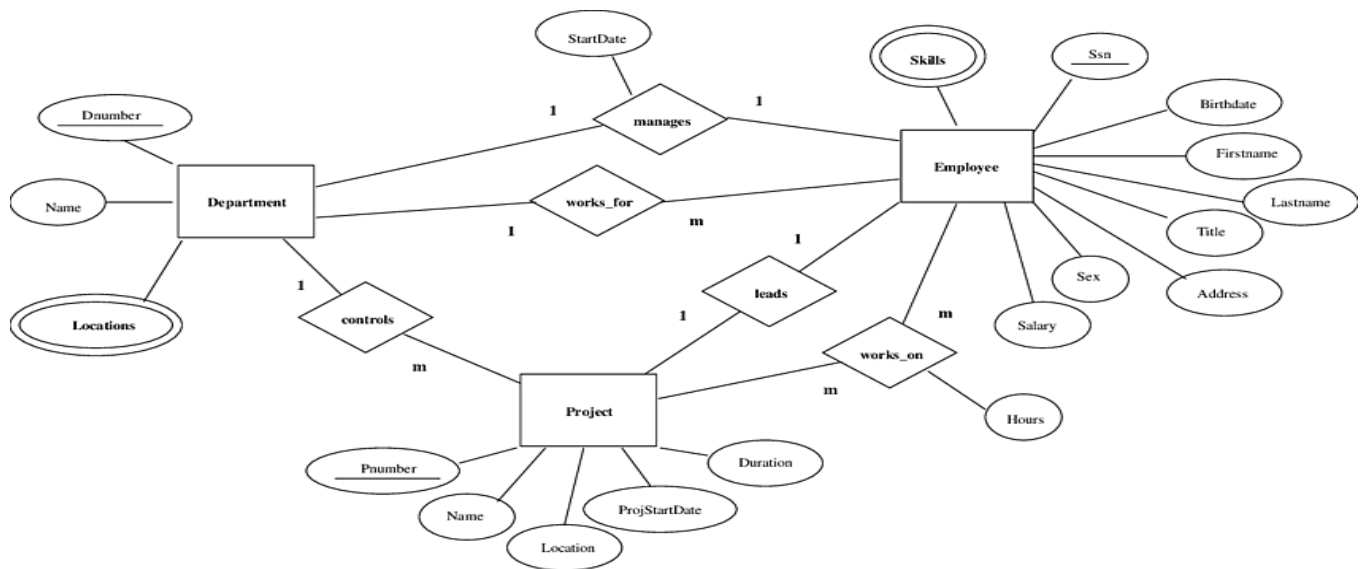 StartDate
Skills
Ssn
1
manages
1
Birthdate
Dnumber
Firstname
Employee
Department
Name
works_for
Lastname
1
m
Title
1
Sex
Address
1
leads
Locations
controls
1
Salary
m
works_on
m
m
Project
Hours
Pnumber
Duration
Name
ProjStartDate
Location